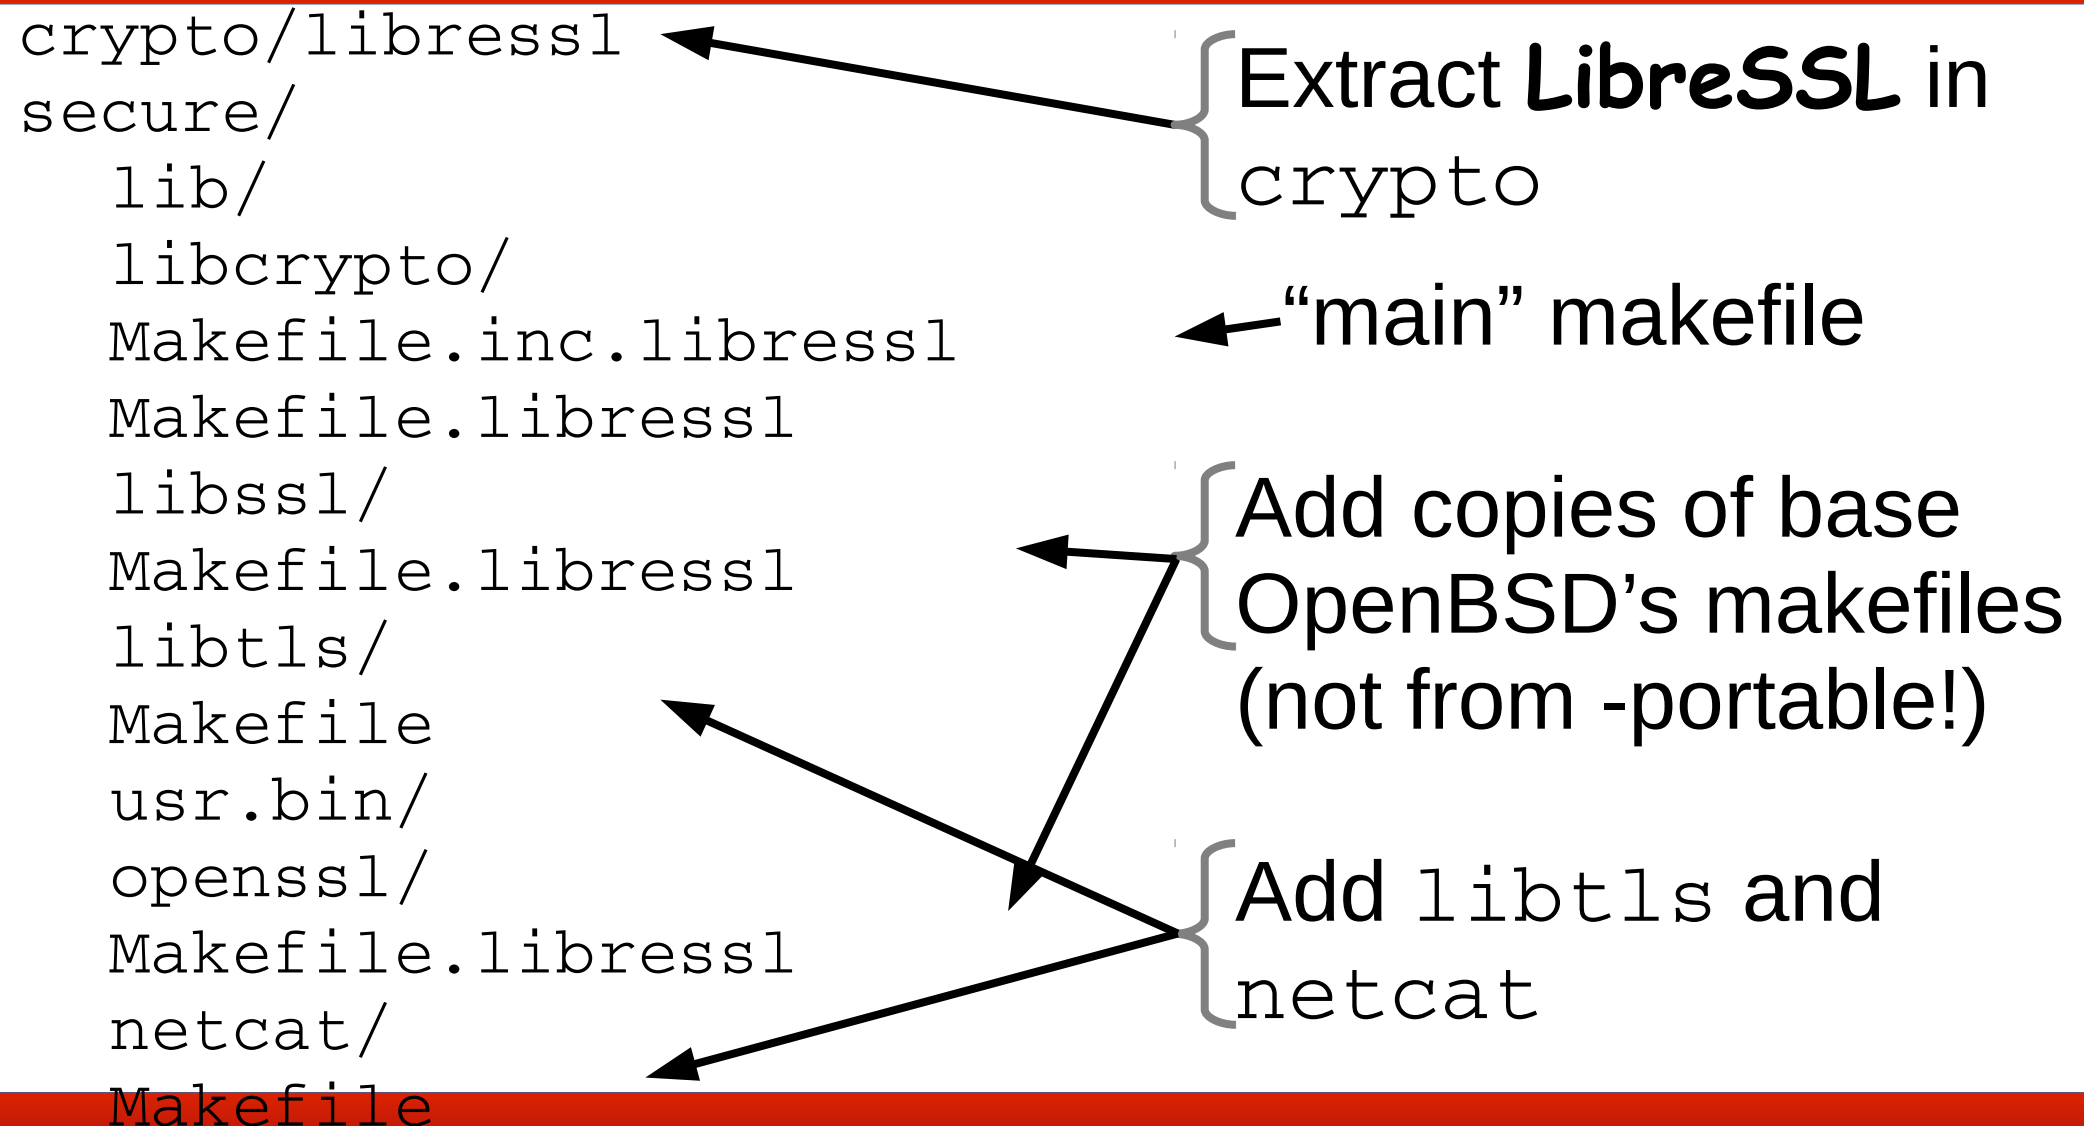 crypto/libressl
secure/
lib/
libcrypto/
Makefile.inc.libressl
Makefile.libressl
libssl/
Makefile.libressl
libtls/
Makefile
usr.bin/
openssl/
Makefile.libressl
netcat/
Makefile
Extract LibreSSL in
crypto
“main” makefile
Add copies of base
OpenBSD’s makefiles
(not from -portable!)
Add libtls and
netcat